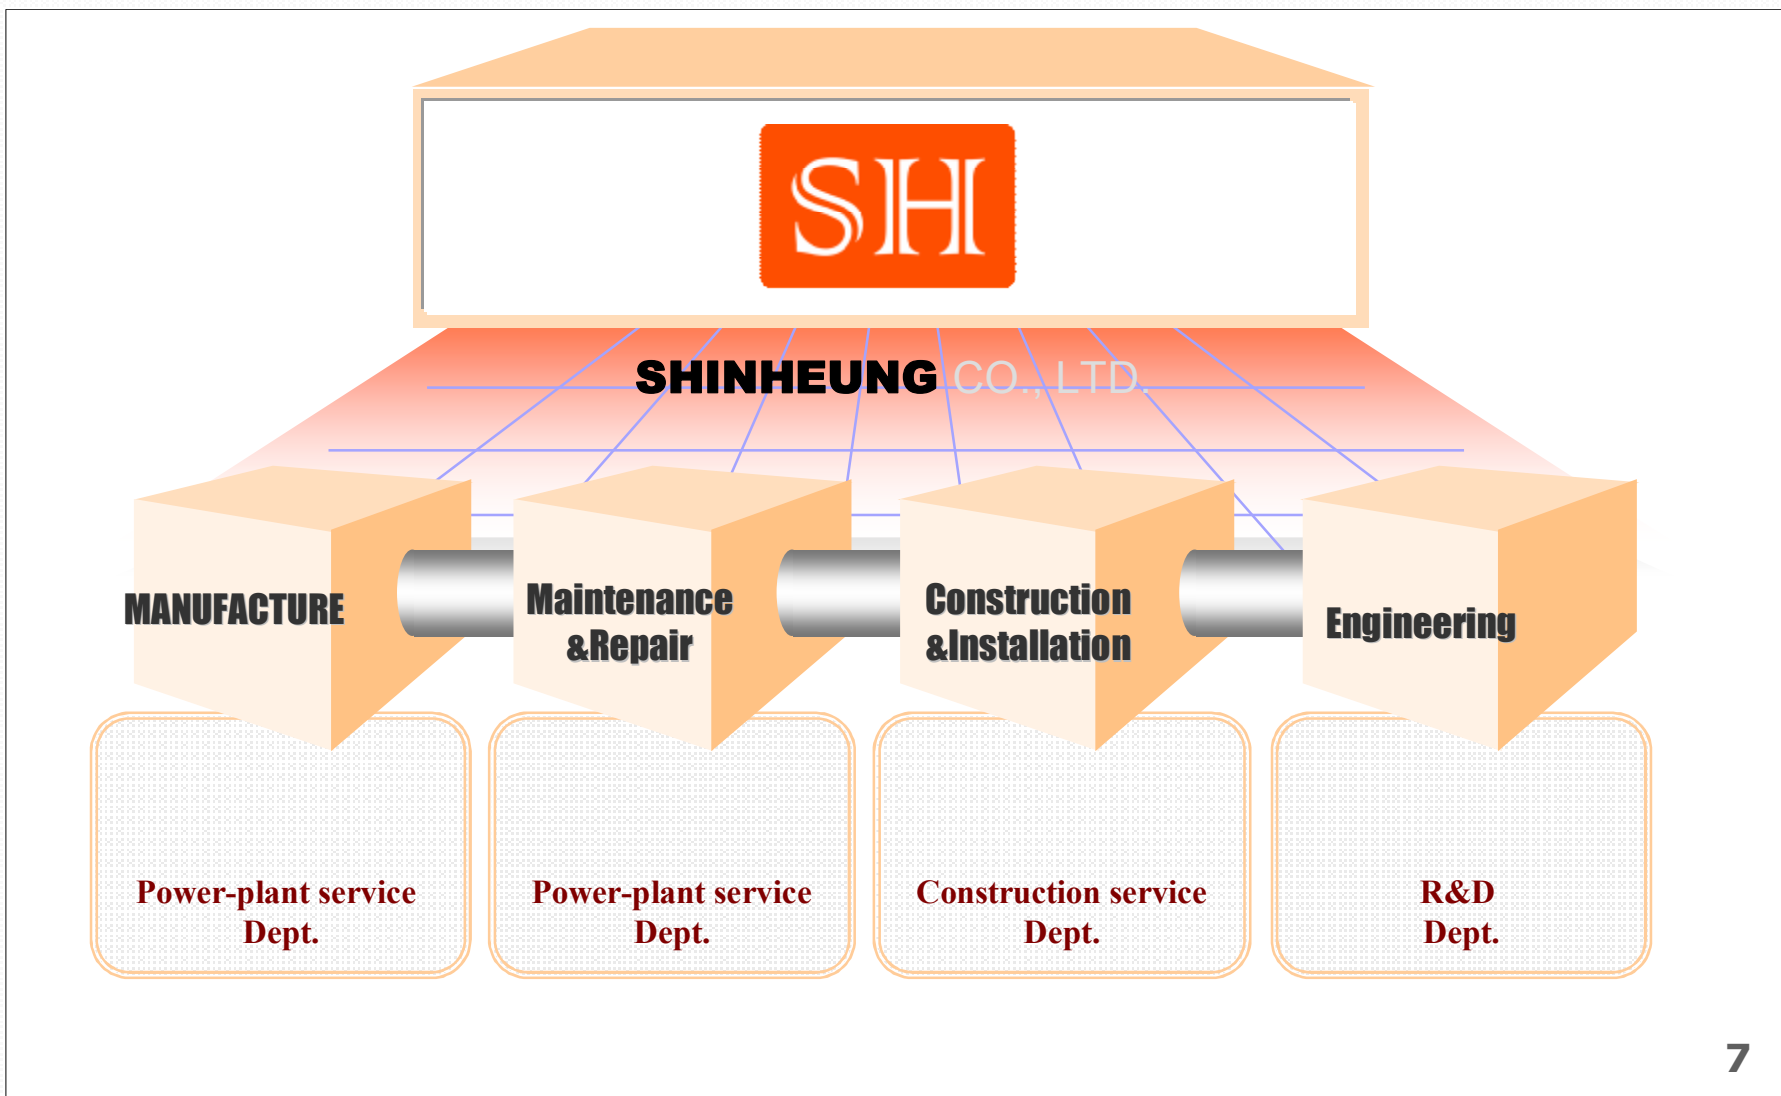 SH
SHINHEUNG CO., LTD.
MANUFACTURE
Maintenance
&Repair
Construction
&Installation
Engineering
Power-plant service
Dept.
Power-plant service
Dept.
Construction service
Dept.
R&D
Dept.
7